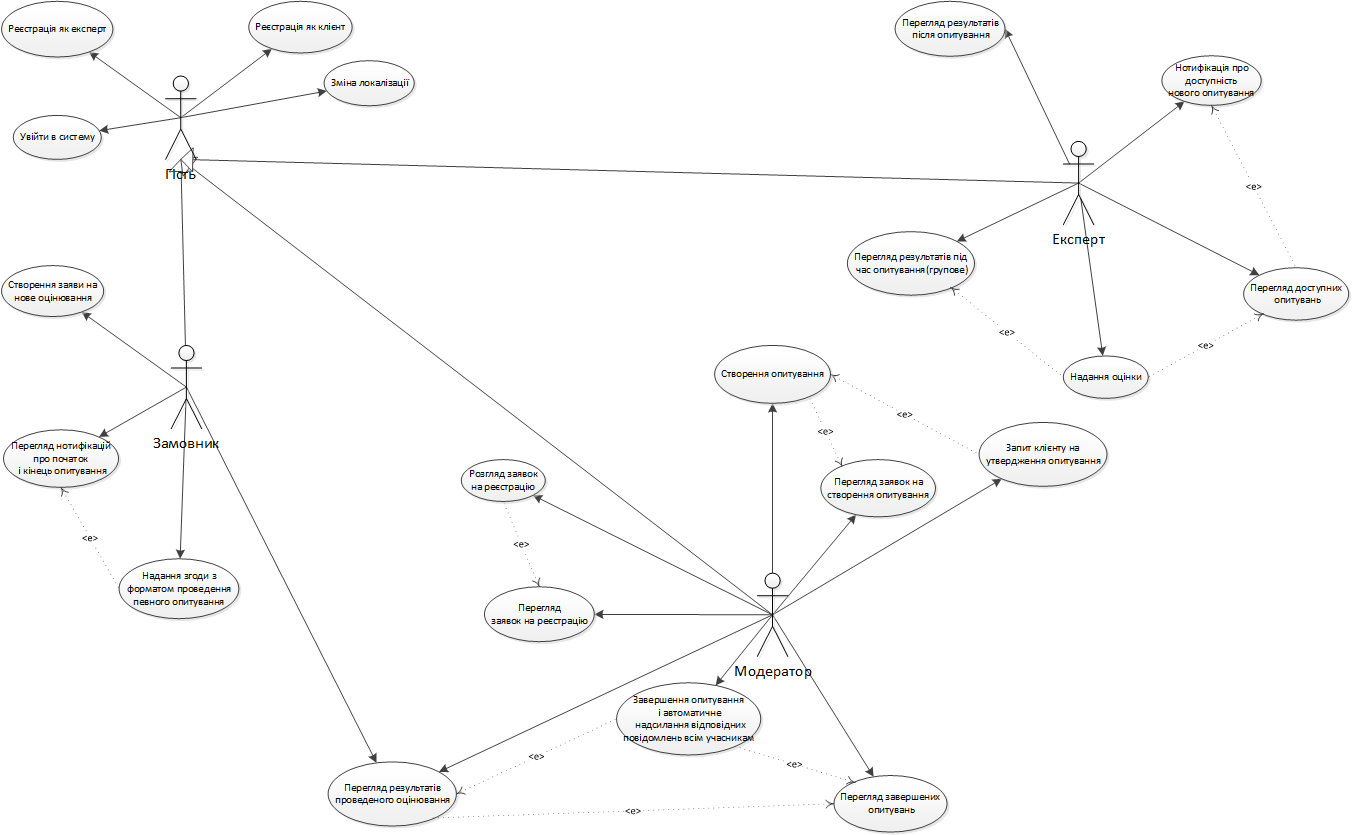 Реєстрація як експерт
Реєстрація як клієнт
Зміна локалізації
Увійти в систему
Гість
Перегляд результатів
після опитування
Нотифікація про
доступність
нового опитування
<e>
Експерт
Перегляд результатів під
час опитування(групове)
Перегляд доступних
опитувань
<e>
<e>
Надання оцінки
Створення заяви на
нове оцінювання
Замовник
Перегляд нотифікацій
про початок
і кінець опитування
<e>
Надання згоди з
форматом проведення
певного опитування
Створення опитування
<e>
<e>
Запит клієнту на
утвердження опитування
Розгляд заявок
на реєстрацію
Перегляд заявок на
створення опитування
<e>
Перегляд
заявок на реєстрацію
Модератор
Завершення опитування
і автоматичне
надсилання відповідних
повідомлень всім учасникам
<e>
<e>
Перегляд результатів
проведеного оцінювання
<e>
Перегляд завершених
опитувань